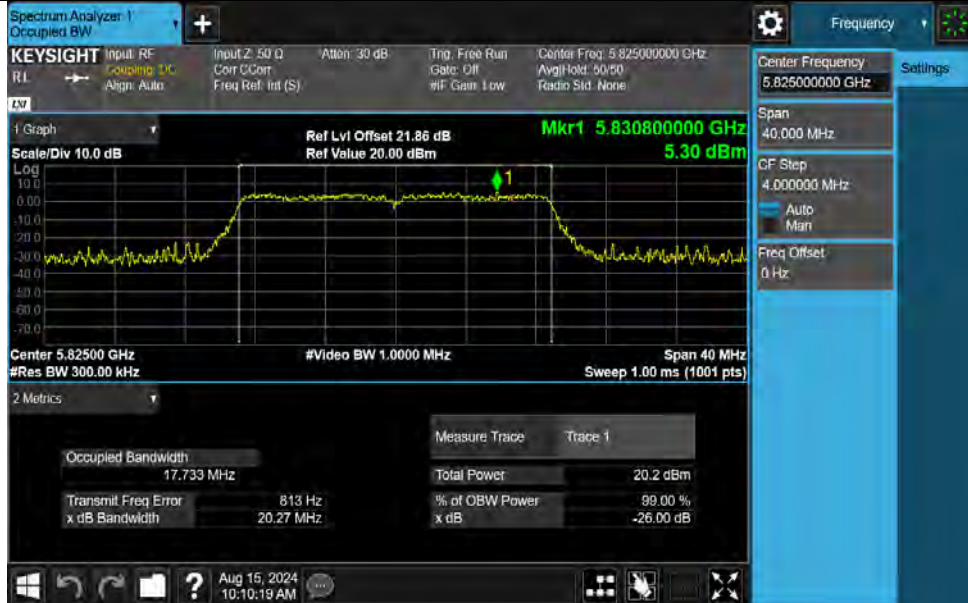 Spectrum Analyzer 1
Occupied BW
+
Frequency
KEYSIGHT
Input: RF
Coupling: DC
Align: Auto
Input Z: 50 Ω
Corr CCorr
Freq Ref: Int (S)
Atten: 30 dB
Trig: Free Run
Gate: Off
#IF Gain: Low
Center Freq: 5.825000000 GHz
Avg|Hold: 50/50
Radio Std: None
RL
LXI
Center Frequency
5.825000000 GHz
Settings
Span
40.000 MHz
CF Step
4.000000 MHz
Auto
Man
Freq Offset
0 Hz
1 Graph
Scale/Div 10.0 dB
Ref Lvl Offset 21.86 dB
Ref Value 20.00 dBm
Mkr1 5.830800000 GHz
5.30 dBm
Log
10.0
0.00
-10.0
-20.0
-30.0
-40.0
-50.0
-60.0
-70.0
1
Center 5.82500 GHz
#Res BW 300.00 kHz
#Video BW 1.0000 MHz
Span 40 MHz
Sweep 1.00 ms (1001 pts)
2 Metrics
Measure Trace Trace 1
Occupied Bandwidth
17.733 MHz
Total Power 20.2 dBm
Transmit Freq Error 813 Hz
% of OBW Power 99.00 %
x dB Bandwidth 20.27 MHz
x dB -26.00 dB
?
Aug 15, 2024
10:10:19 AM